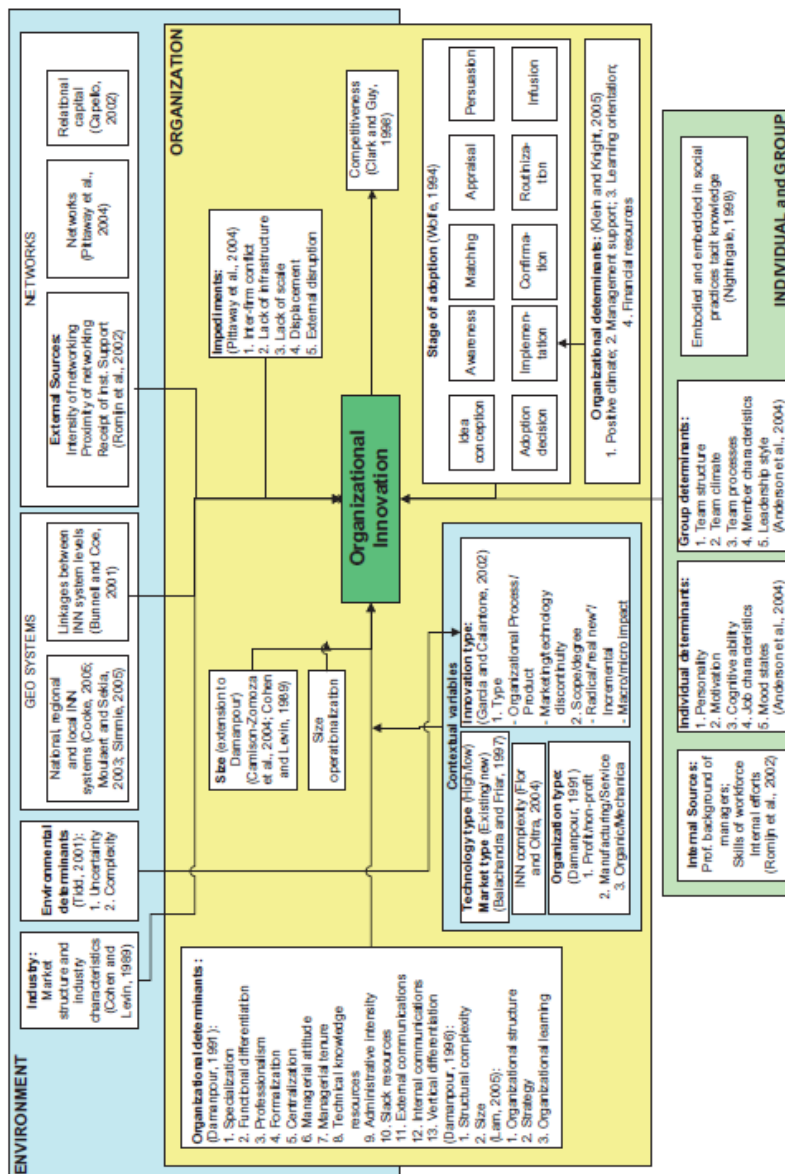 ENVIRONMENT
Industry:
Market
structure and
industry
characteristics
(Cohen and
Levin, 1989)
Environmental
determinants
(Tidd, 2001):
1. Uncertainty
2. Complexity
GEO SYSTEMS
National, regional
and local INN
systems (Cooke, 2005;
Moulaert and Sekia,
2003; Simmie, 2005)
Linkages between
INN system levels
(Bunnell and Coe,
2001)
NETWORKS
External Sources:
Intensity of networking
Proximity of networking
Receipt of inst. Support
(Romijn et al., 2002)
Networks
(Pittaway et al.,
2004)
Relational
capital
(Capello,
2002)
ORGANIZATION
Organizational determinants :
(Damanpour, 1991):
1. Specialization
2. Functional differentiation
3. Professionalism
4. Formalization
5. Centralization
6. Managerial attitude
7. Managerial tenure
8. Technical knowledge
resources
9. Administrative intensity
10. Slack resources
11. External communications
12. Internal communications
13. Vertical differentiation
(Damanpour, 1996):
1. Structural complexity
2. Size
(Lam, 2005):
1. Organizational structure
2. Strategy
3. Organizational learning
Size (extension to
Damanpour)
(Camison-Zornoza
et al., 2004; Cohen
and Levin, 1989)
Size
operationalization
Impediments:
(Pittaway et al., 2004)
1. Inter-firm conflict
2. Lack of infrastructure
3. Lack of scale
4. Displacement
5. External disruption
Organizational
Innovation
Competitiveness
(Clark and Guy,
1998)
Contextual variables
Technology type (High/low)
Market type (Existing/new)
(Balachandra and Friar, 1997)
INN complexity (Flor
and Oltra, 2004)
Organization type:
(Damanpour, 1991)
1. Profit/non-profit
2. Manufacturing/Service
3. Organic/Mechanica
Innovation type:
(Garcia and Calantone, 2002)
1. Type
- Organizational Process/
Product
- Marketing/technology
discontinuity
2. Scope/degree
- Radical/"real new"/
Incremental
- Macro/micro impact
Stage of adoption (Wolfe, 1994)
Idea
conception
Awareness
Matching
Appraisal
Persuasion
Adoption
decision
Implemen-
tation
Confirma-
tion
Routiniza-
tion
Infusion
Organizational determinants: (Klein and Knight, 2005)
1. Positive climate; 2. Management support; 3. Learning orientation;
4. Financial resources
Internal Sources:
Prof. background of
managers;
Skills of workforce
Internal efforts
(Romijn et al., 2002)
Individual determinants:
1. Personality
2. Motivation
3. Cognitive ability
4. Job characteristics
5. Mood states
(Anderson et al., 2004)
Group determinants:
1. Team structure
2. Team climate
3. Team processes
4. Member characteristics
5. Leadership style
(Anderson et al., 2004)
Embodied and embedded in social
practices tacit knowledge
(Nightingale, 1998)
INDIVIDUAL and GROUP